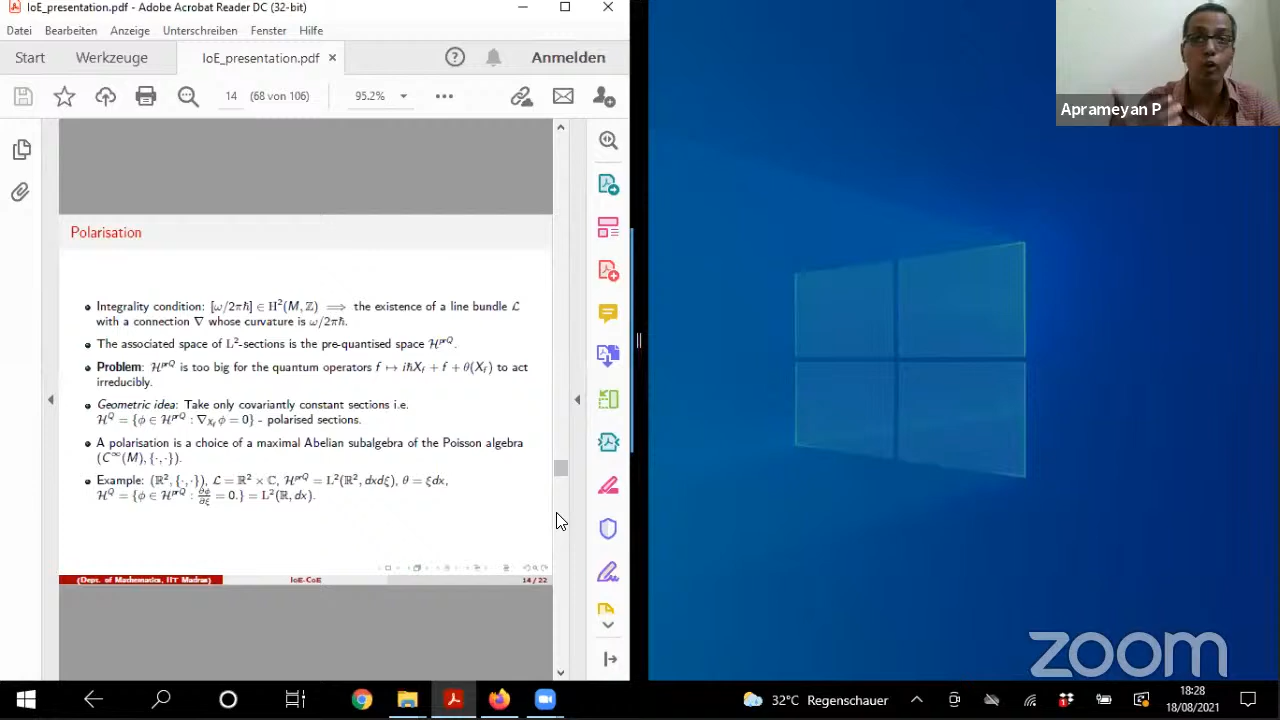 IoE_presentation.pdf - Adobe Acrobat Reader DC (32-bit)
Datei Bearbeiten Anzeige Unterschreiben Fenster Hilfe
Start Werkzeuge IoE_presentation.pdf × Anmelden
14 (68 von 106) 95.2%
Polarisation
• Integrality condition: [ω/2πℏ] ∈ H²(M, ℤ) ⟹ the existence of a line bundle ℒ
with a connection ∇ whose curvature is ω/2πℏ.
• The associated space of L²-sections is the pre-quantised space ℋᵖʳQ.
• Problem: ℋᵖʳQ is too big for the quantum operators f ↦ iℏX_f + f + θ(X_f) to act
irreducibly.
• Geometric idea: Take only covariantly constant sections i.e.
ℋ^Q = {ϕ ∈ ℋ^prQ : ∇_{X_f} ϕ = 0} - polarised sections.
• A polarisation is a choice of a maximal Abelian subalgebra of the Poisson algebra
(C^∞(M), {·, ·}).
• Example: (ℝ², {·, ·}), ℒ = ℝ² × ℂ, ℋ^prQ = L²(ℝ², dxdξ), θ = ξdx,
ℋ^Q = {ϕ ∈ ℋ^prQ : ∂ϕ/∂ξ = 0.} = L²(ℝ, dx).
(Dept. of Mathematics, IIT Madras) IoE-CoE 14 / 22
Aprameyan P
zoom
32°C Regenschauer
18:28
18/08/2021